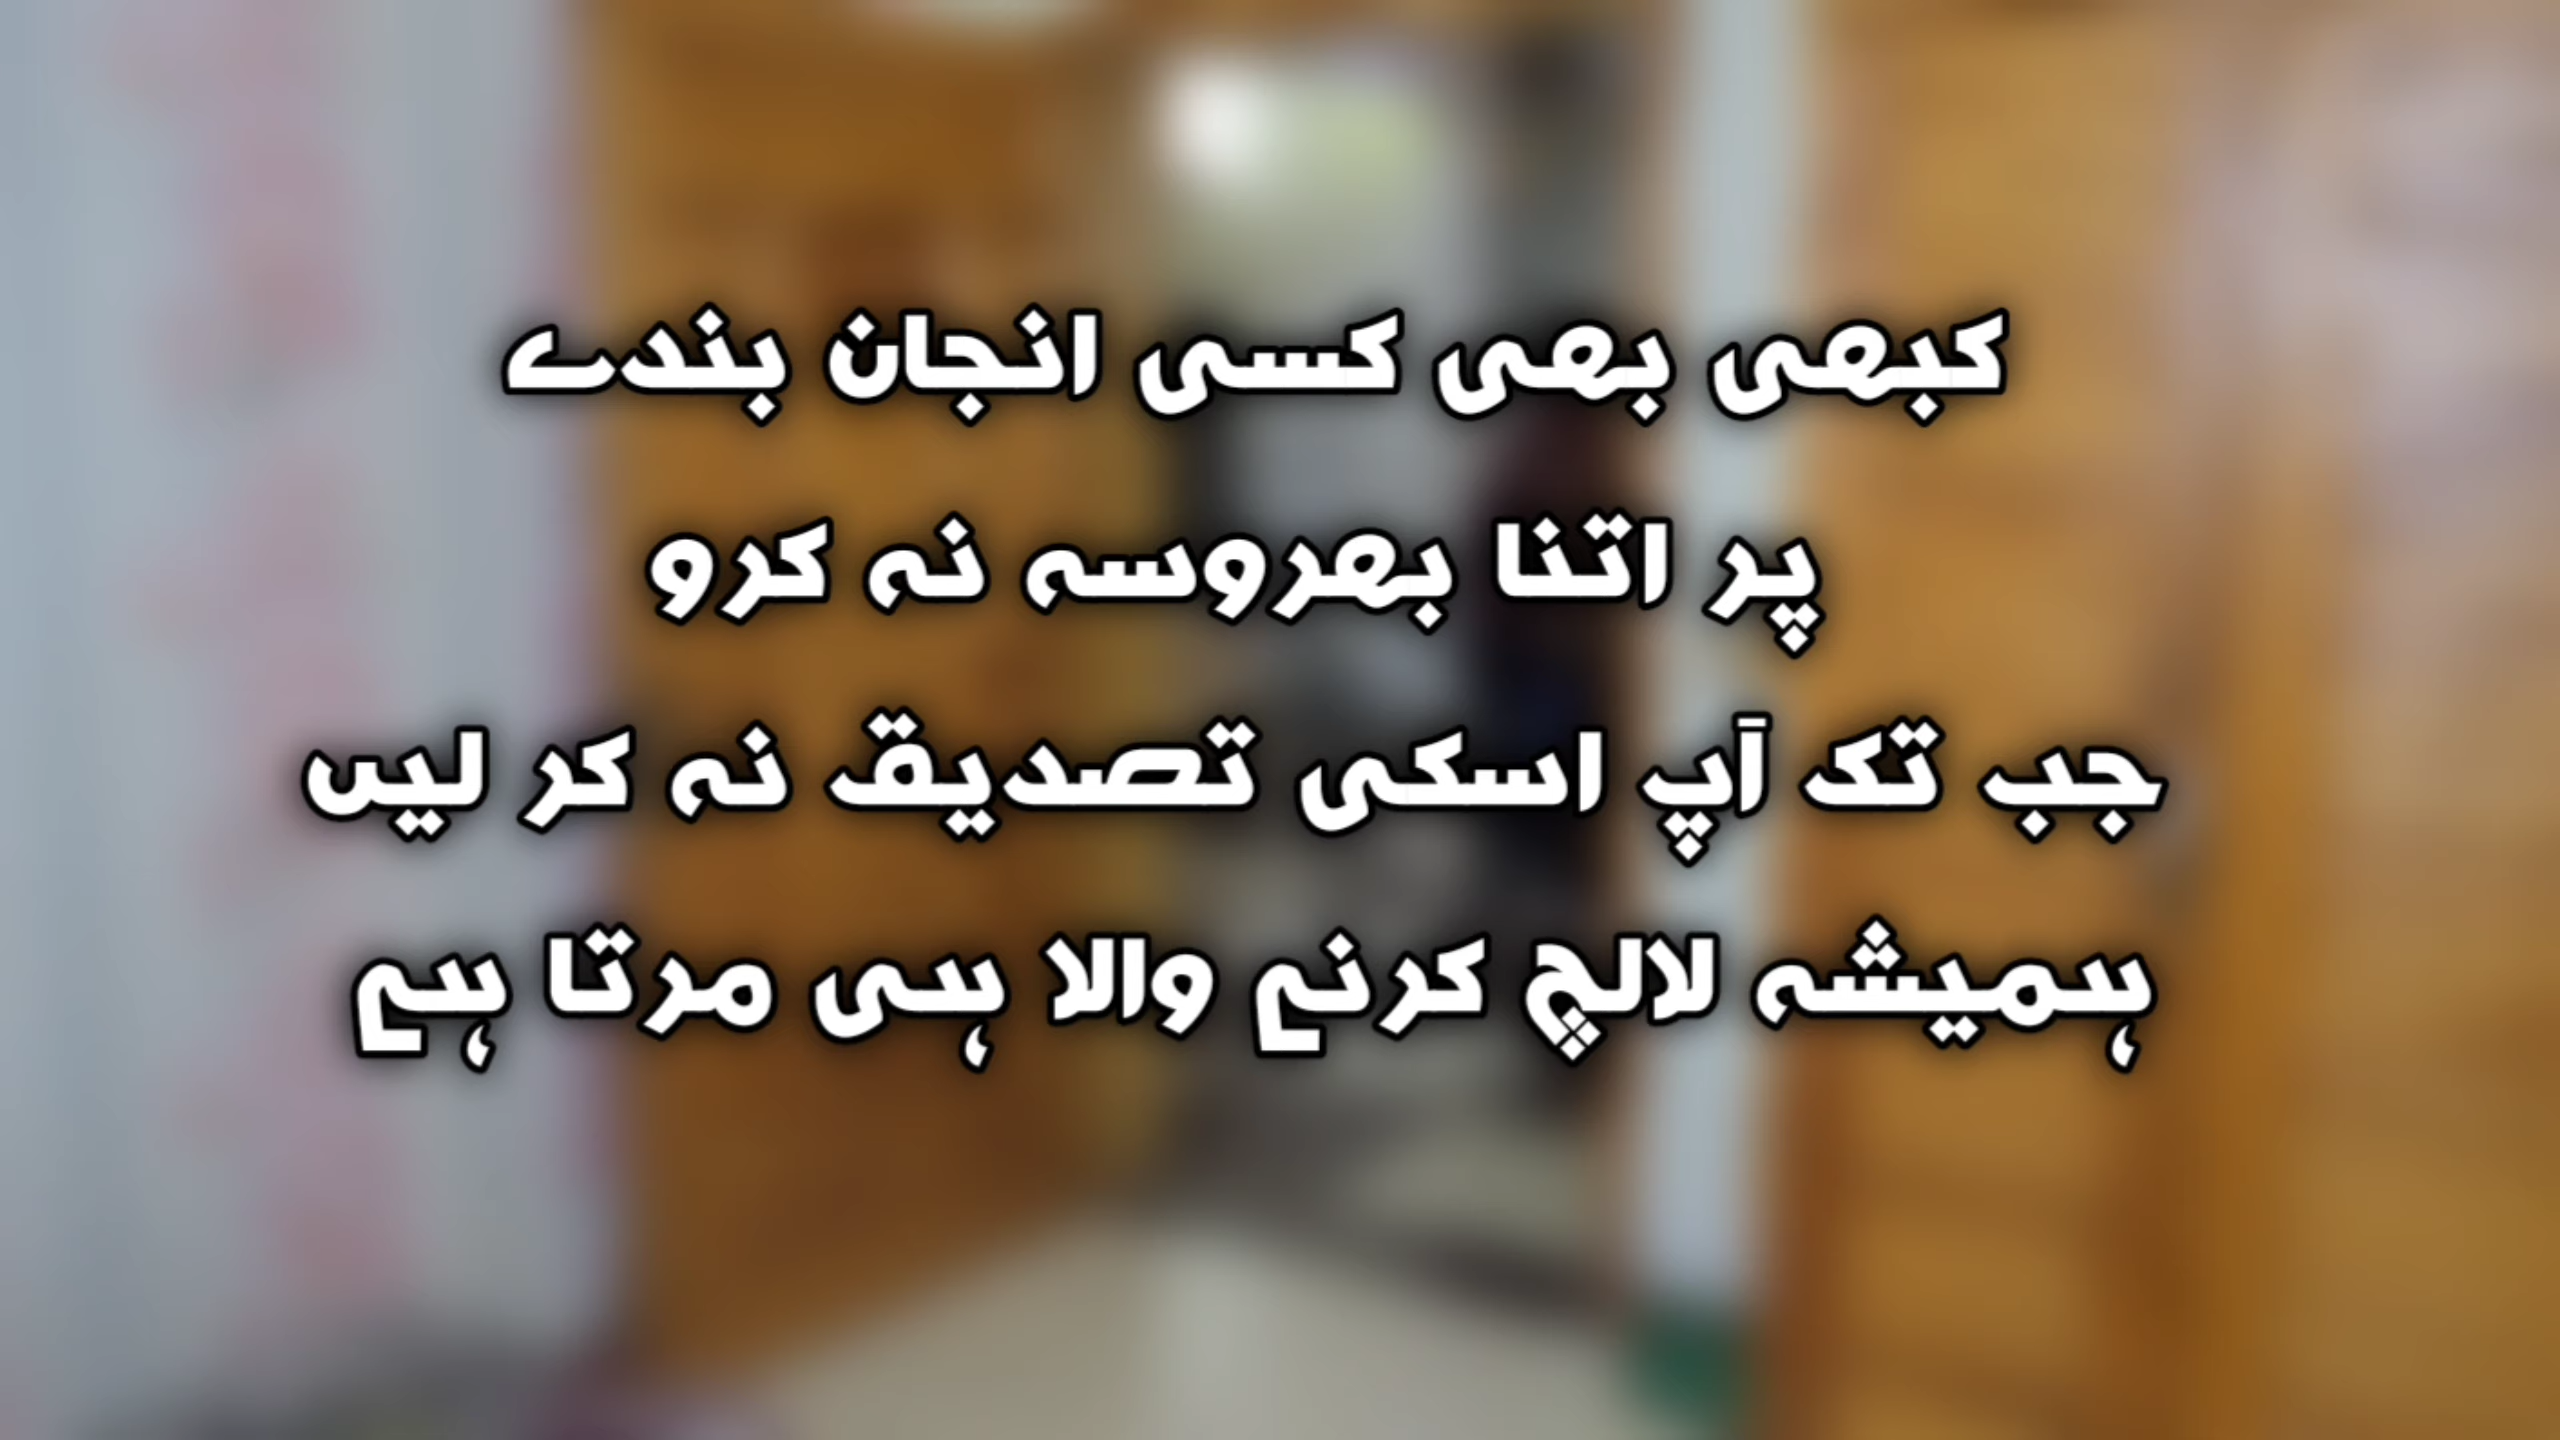 کبھی بھی کسی انجان بندے
پر اتنا بھروسہ نہ کرو
جب تک آپ اسکی تصدیق نہ کر لیں
ہمیشہ لالچ کرنے والا ہی مرتا ہے